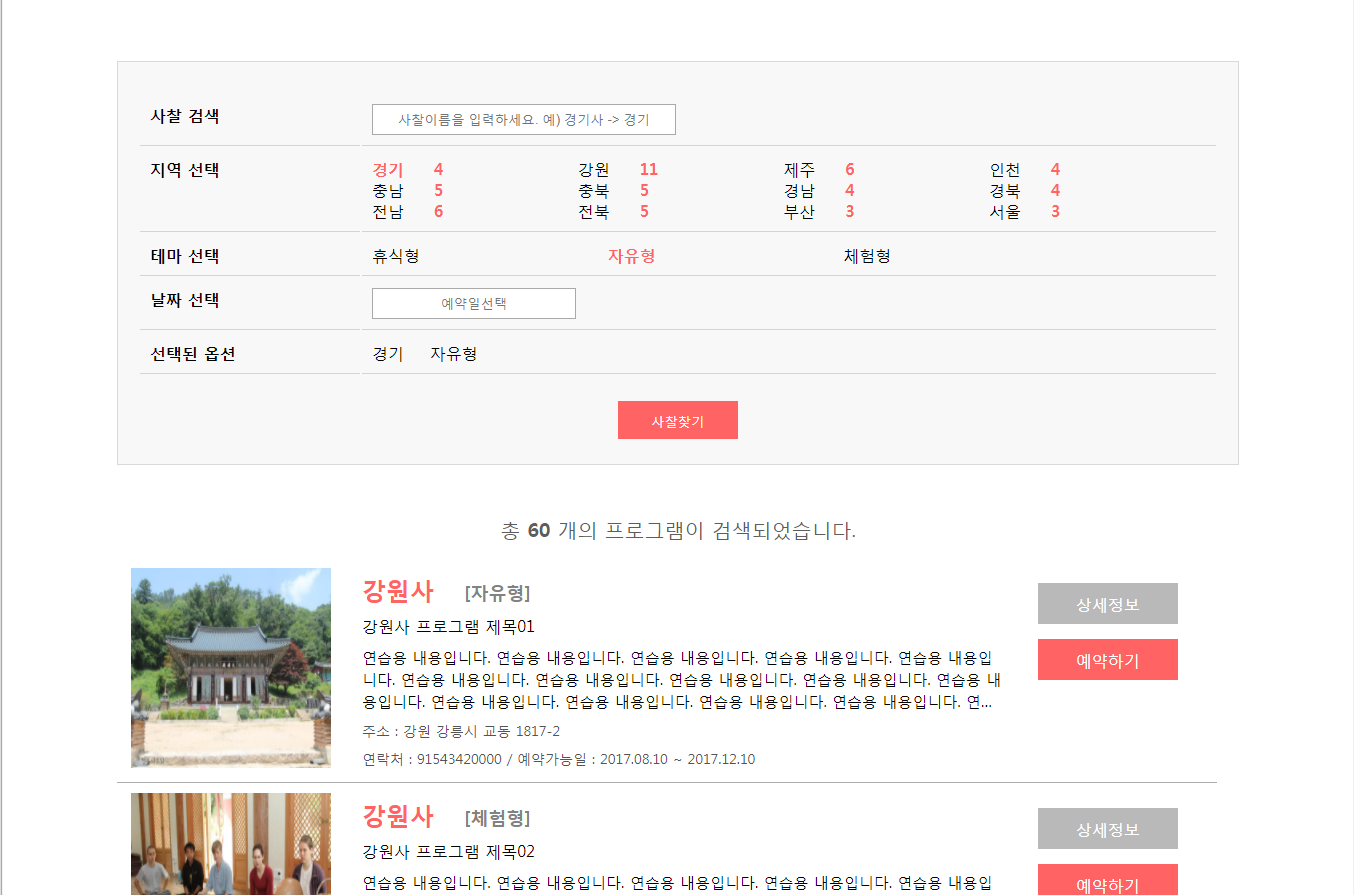 사찰 검색 사찰이름을 입력하세요. 예) 경기사 -> 경기
지역 선택 경기 4 강원 11 제주 6 인천 4
충남 5 충북 5 경남 4 경북 4
전남 6 전북 5 부산 3 서울 3
테마 선택 휴식형 자유형 체험형
날짜 선택 예약일선택
선택된 옵션 경기 자유형
사찰찾기
총 60 개의 프로그램이 검색되었습니다.
강원사 [자유형]
상세정보
강원사 프로그램 제목01
연습용 내용입니다. 연습용 내용입니다. 연습용 내용입니다. 연습용 내용입니다. 연습용 내용입
니다. 연습용 내용입니다. 연습용 내용입니다. 연습용 내용입니다. 연습용 내용입니다. 연습용 내
용입니다. 연습용 내용입니다. 연습용 내용입니다. 연습용 내용입니다. 연습용 내용입니다. 연...
예약하기
주소 : 강원 강릉시 교동 1817-2
연락처 : 91543420000 / 예약가능일 : 2017.08.10 ~ 2017.12.10
강원사 [체험형]
상세정보
강원사 프로그램 제목02
연습용 내용입니다. 연습용 내용입니다. 연습용 내용입니다. 연습용 내용입니다. 연습용 내용입
예약하기